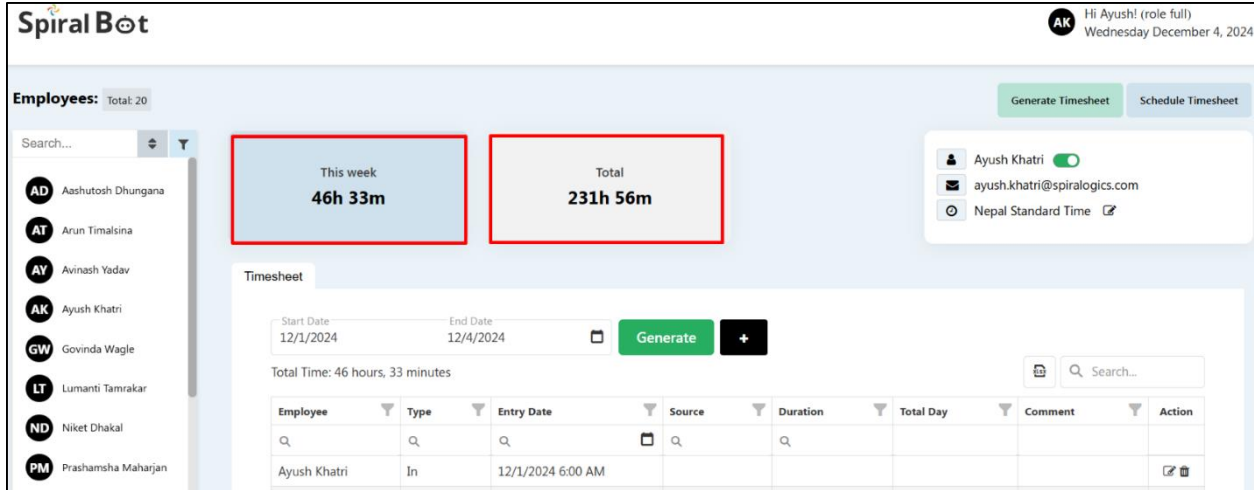 Spiral Bot
AK
Hi Ayush! (role full)
Wednesday December 4, 2024
Employees: Total: 20
Generate Timesheet
Schedule Timesheet
Search...
AD Aashutosh Dhungana
AT Arun Timalsina
AY Avinash Yadav
AK Ayush Khatri
GW Govinda Wagle
LT Lumanti Tamrakar
ND Niket Dhakal
PM Prashamsha Maharjan
This week
46h 33m
Total
231h 56m
Ayush Khatri
ayush.khatri@spiralogics.com
Nepal Standard Time
Timesheet
Start Date End Date
12/1/2024 12/4/2024
Generate +
Total Time: 46 hours, 33 minutes
Search...
Employee Type Entry Date Source Duration Total Day Comment Action
Ayush Khatri In 12/1/2024 6:00 AM